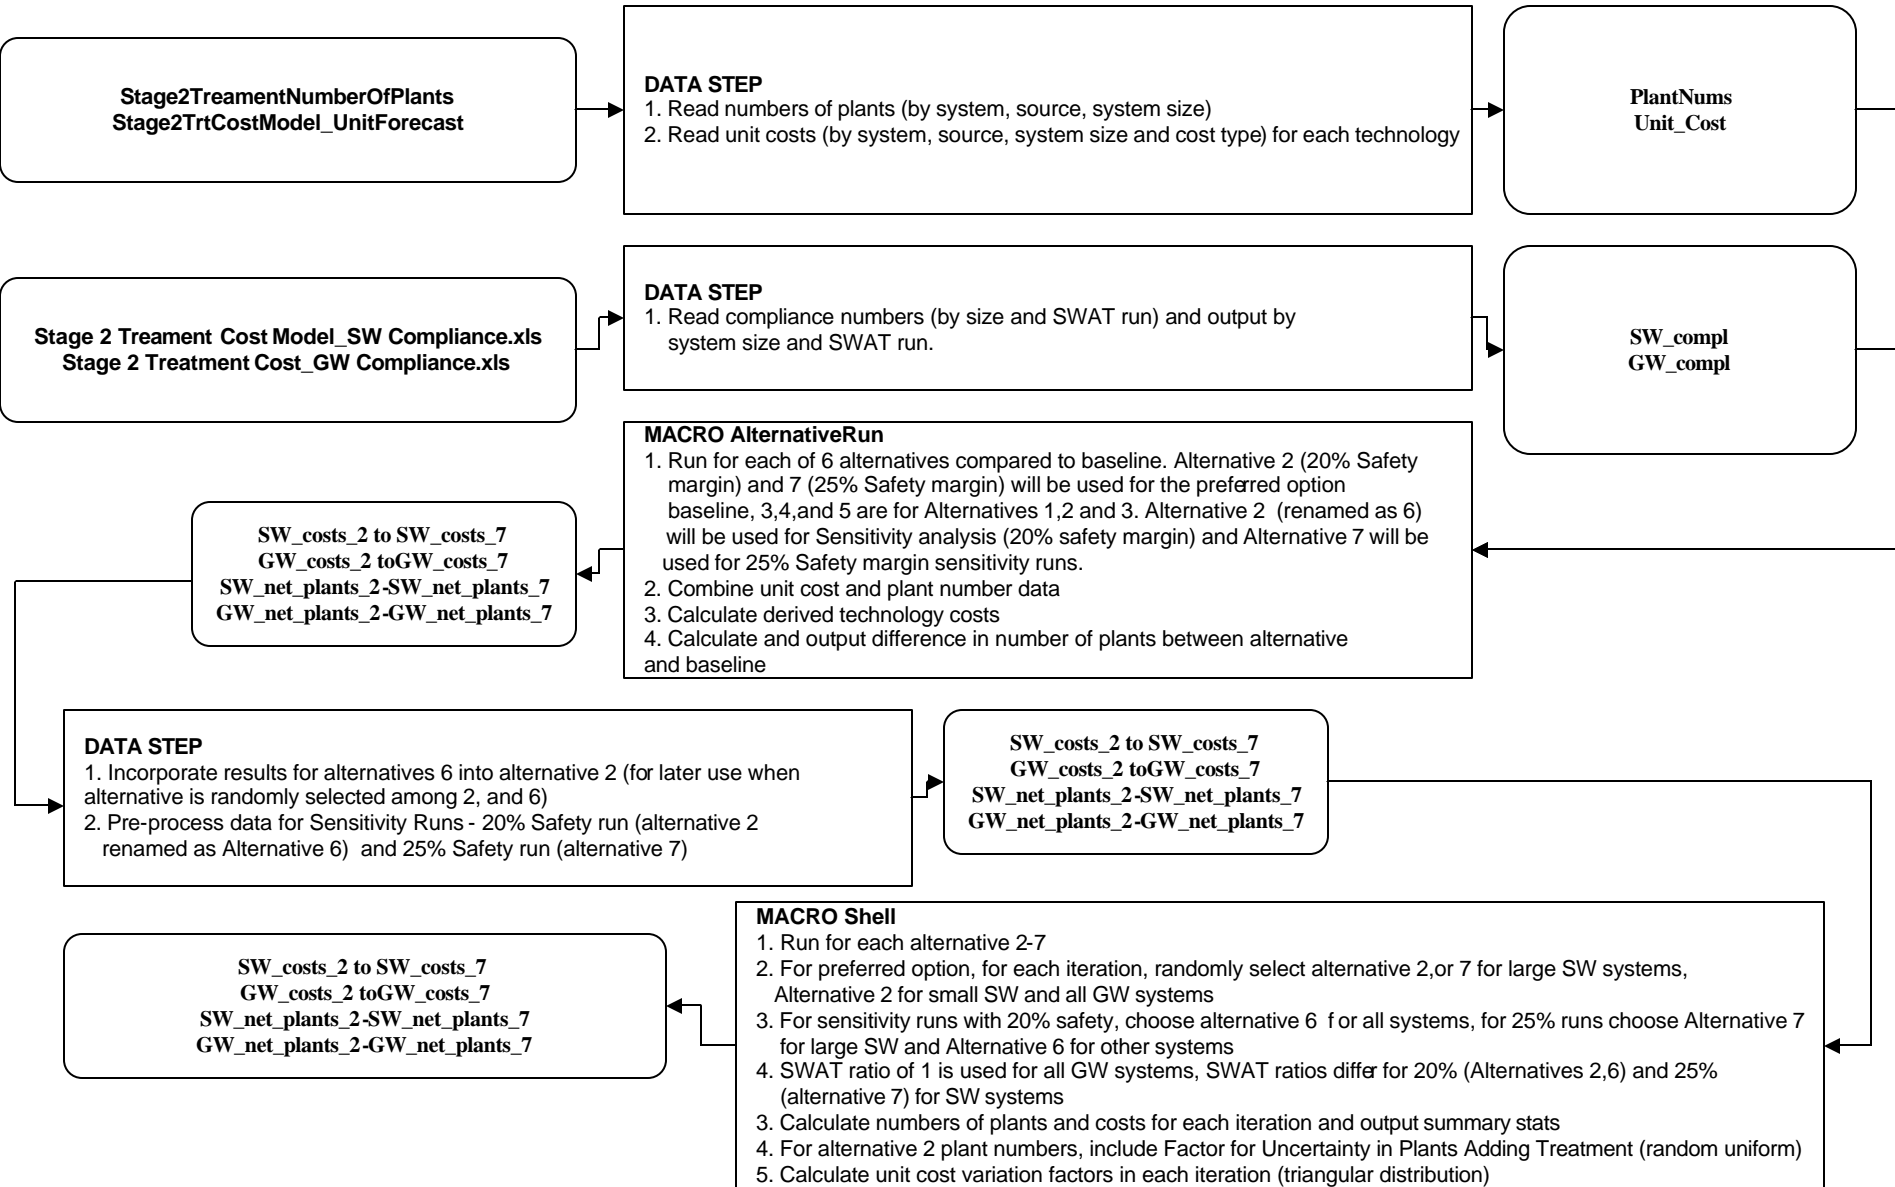 Stage2TreamentNumberOfPlants
Stage2TrtCostModel_UnitForecast
DATA STEP
1. Read numbers of plants (by system, source, system size)
2. Read unit costs (by system, source, system size and cost type) for each technology
PlantNums
Unit_Cost
Stage 2 Treament Cost Model_SW Compliance.xls
Stage 2 Treatment Cost_GW Compliance.xls
DATA STEP
1. Read compliance numbers (by size and SWAT run) and output by
system size and SWAT run.
SW_compl
GW_compl
MACRO AlternativeRun
1. Run for each of 6 alternatives compared to baseline. Alternative 2 (20% Safety
margin) and 7 (25% Safety margin) will be used for the preferred option
baseline, 3,4,and 5 are for Alternatives 1,2 and 3. Alternative 2 (renamed as 6)
will be used for Sensitivity analysis (20% safety margin) and Alternative 7 will be
used for 25% Safety margin sensitivity runs.
2. Combine unit cost and plant number data
3. Calculate derived technology costs
4. Calculate and output difference in number of plants between alternative
and baseline
SW_costs_2 to SW_costs_7
GW_costs_2 toGW_costs_7
SW_net_plants_2-SW_net_plants_7
GW_net_plants_2-GW_net_plants_7
DATA STEP
1. Incorporate results for alternatives 6 into alternative 2 (for later use when
alternative is randomly selected among 2, and 6)
2. Pre-process data for Sensitivity Runs - 20% Safety run (alternative 2
renamed as Alternative 6) and 25% Safety run (alternative 7)
SW_costs_2 to SW_costs_7
GW_costs_2 toGW_costs_7
SW_net_plants_2-SW_net_plants_7
GW_net_plants_2-GW_net_plants_7
MACRO Shell
1. Run for each alternative 2-7
2. For preferred option, for each iteration, randomly select alternative 2,or 7 for large SW systems,
Alternative 2 for small SW and all GW systems
3. For sensitivity runs with 20% safety, choose alternative 6 f or all systems, for 25% runs choose Alternative 7
for large SW and Alternative 6 for other systems
4. SWAT ratio of 1 is used for all GW systems, SWAT ratios differ for 20% (Alternatives 2,6) and 25%
(alternative 7) for SW systems
3. Calculate numbers of plants and costs for each iteration and output summary stats
4. For alternative 2 plant numbers, include Factor for Uncertainty in Plants Adding Treatment (random uniform)
5. Calculate unit cost variation factors in each iteration (triangular distribution)
SW_costs_2 to SW_costs_7
GW_costs_2 toGW_costs_7
SW_net_plants_2-SW_net_plants_7
GW_net_plants_2-GW_net_plants_7